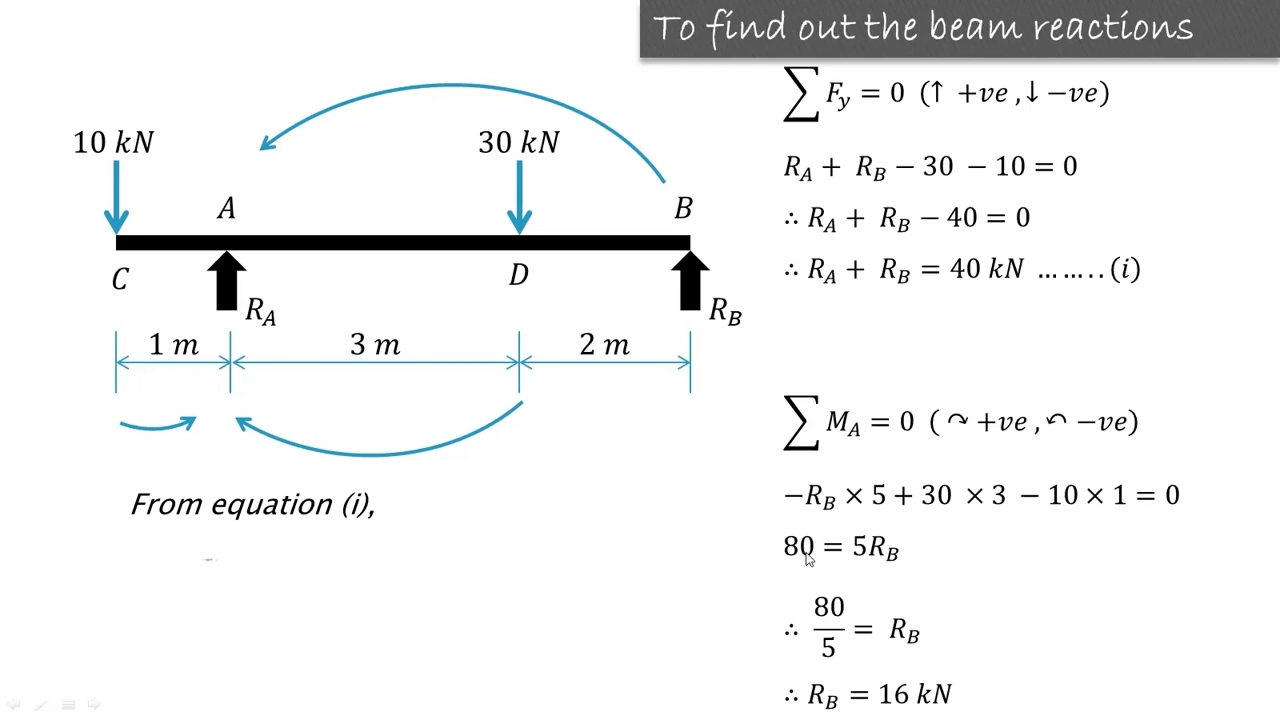 To find out the beam reactions
10 kN
30 kN
A
B
C
D
R_A
R_B
1 m
3 m
2 m
From equation (i),
∑ F_y = 0 (↑ +ve , ↓ −ve)
R_A + R_B − 30 − 10 = 0
∴ R_A + R_B − 40 = 0
∴ R_A + R_B = 40 kN … … . . (i)
∑ M_A = 0 ( ↷ +ve , ↶ −ve)
−R_B × 5 + 30 × 3 − 10 × 1 = 0
80 = 5R_B
∴ 80/5 = R_B
∴ R_B = 16 kN